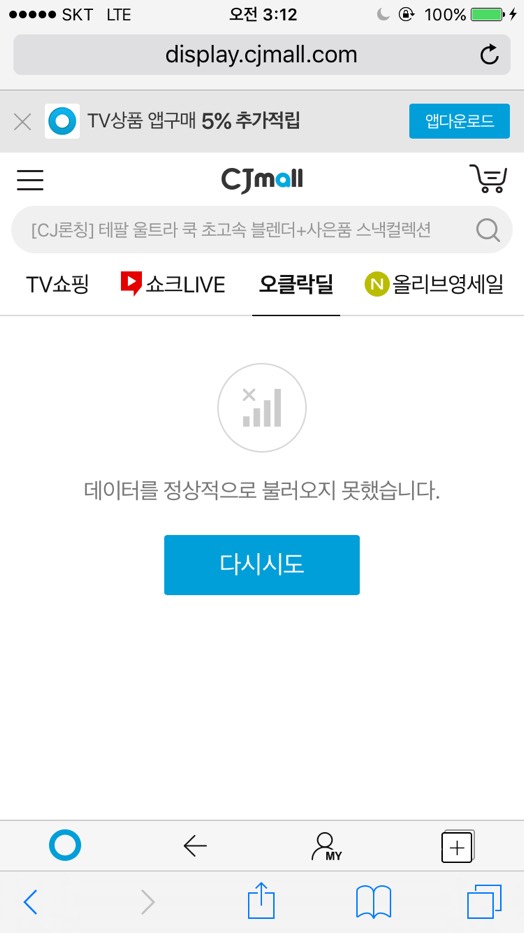 SKT LTE 오전 3:12 100%
display.cjmall.com
TV상품 앱구매 5% 추가적립 앱다운로드
CJmall
[CJ론칭] 테팔 울트라 쿡 초고속 블렌더+사은품 스낵컬렉션
TV쇼핑 쇼크LIVE 오클락딜 N 올리브영세일
데이터를 정상적으로 불러오지 못했습니다.
다시시도
MY